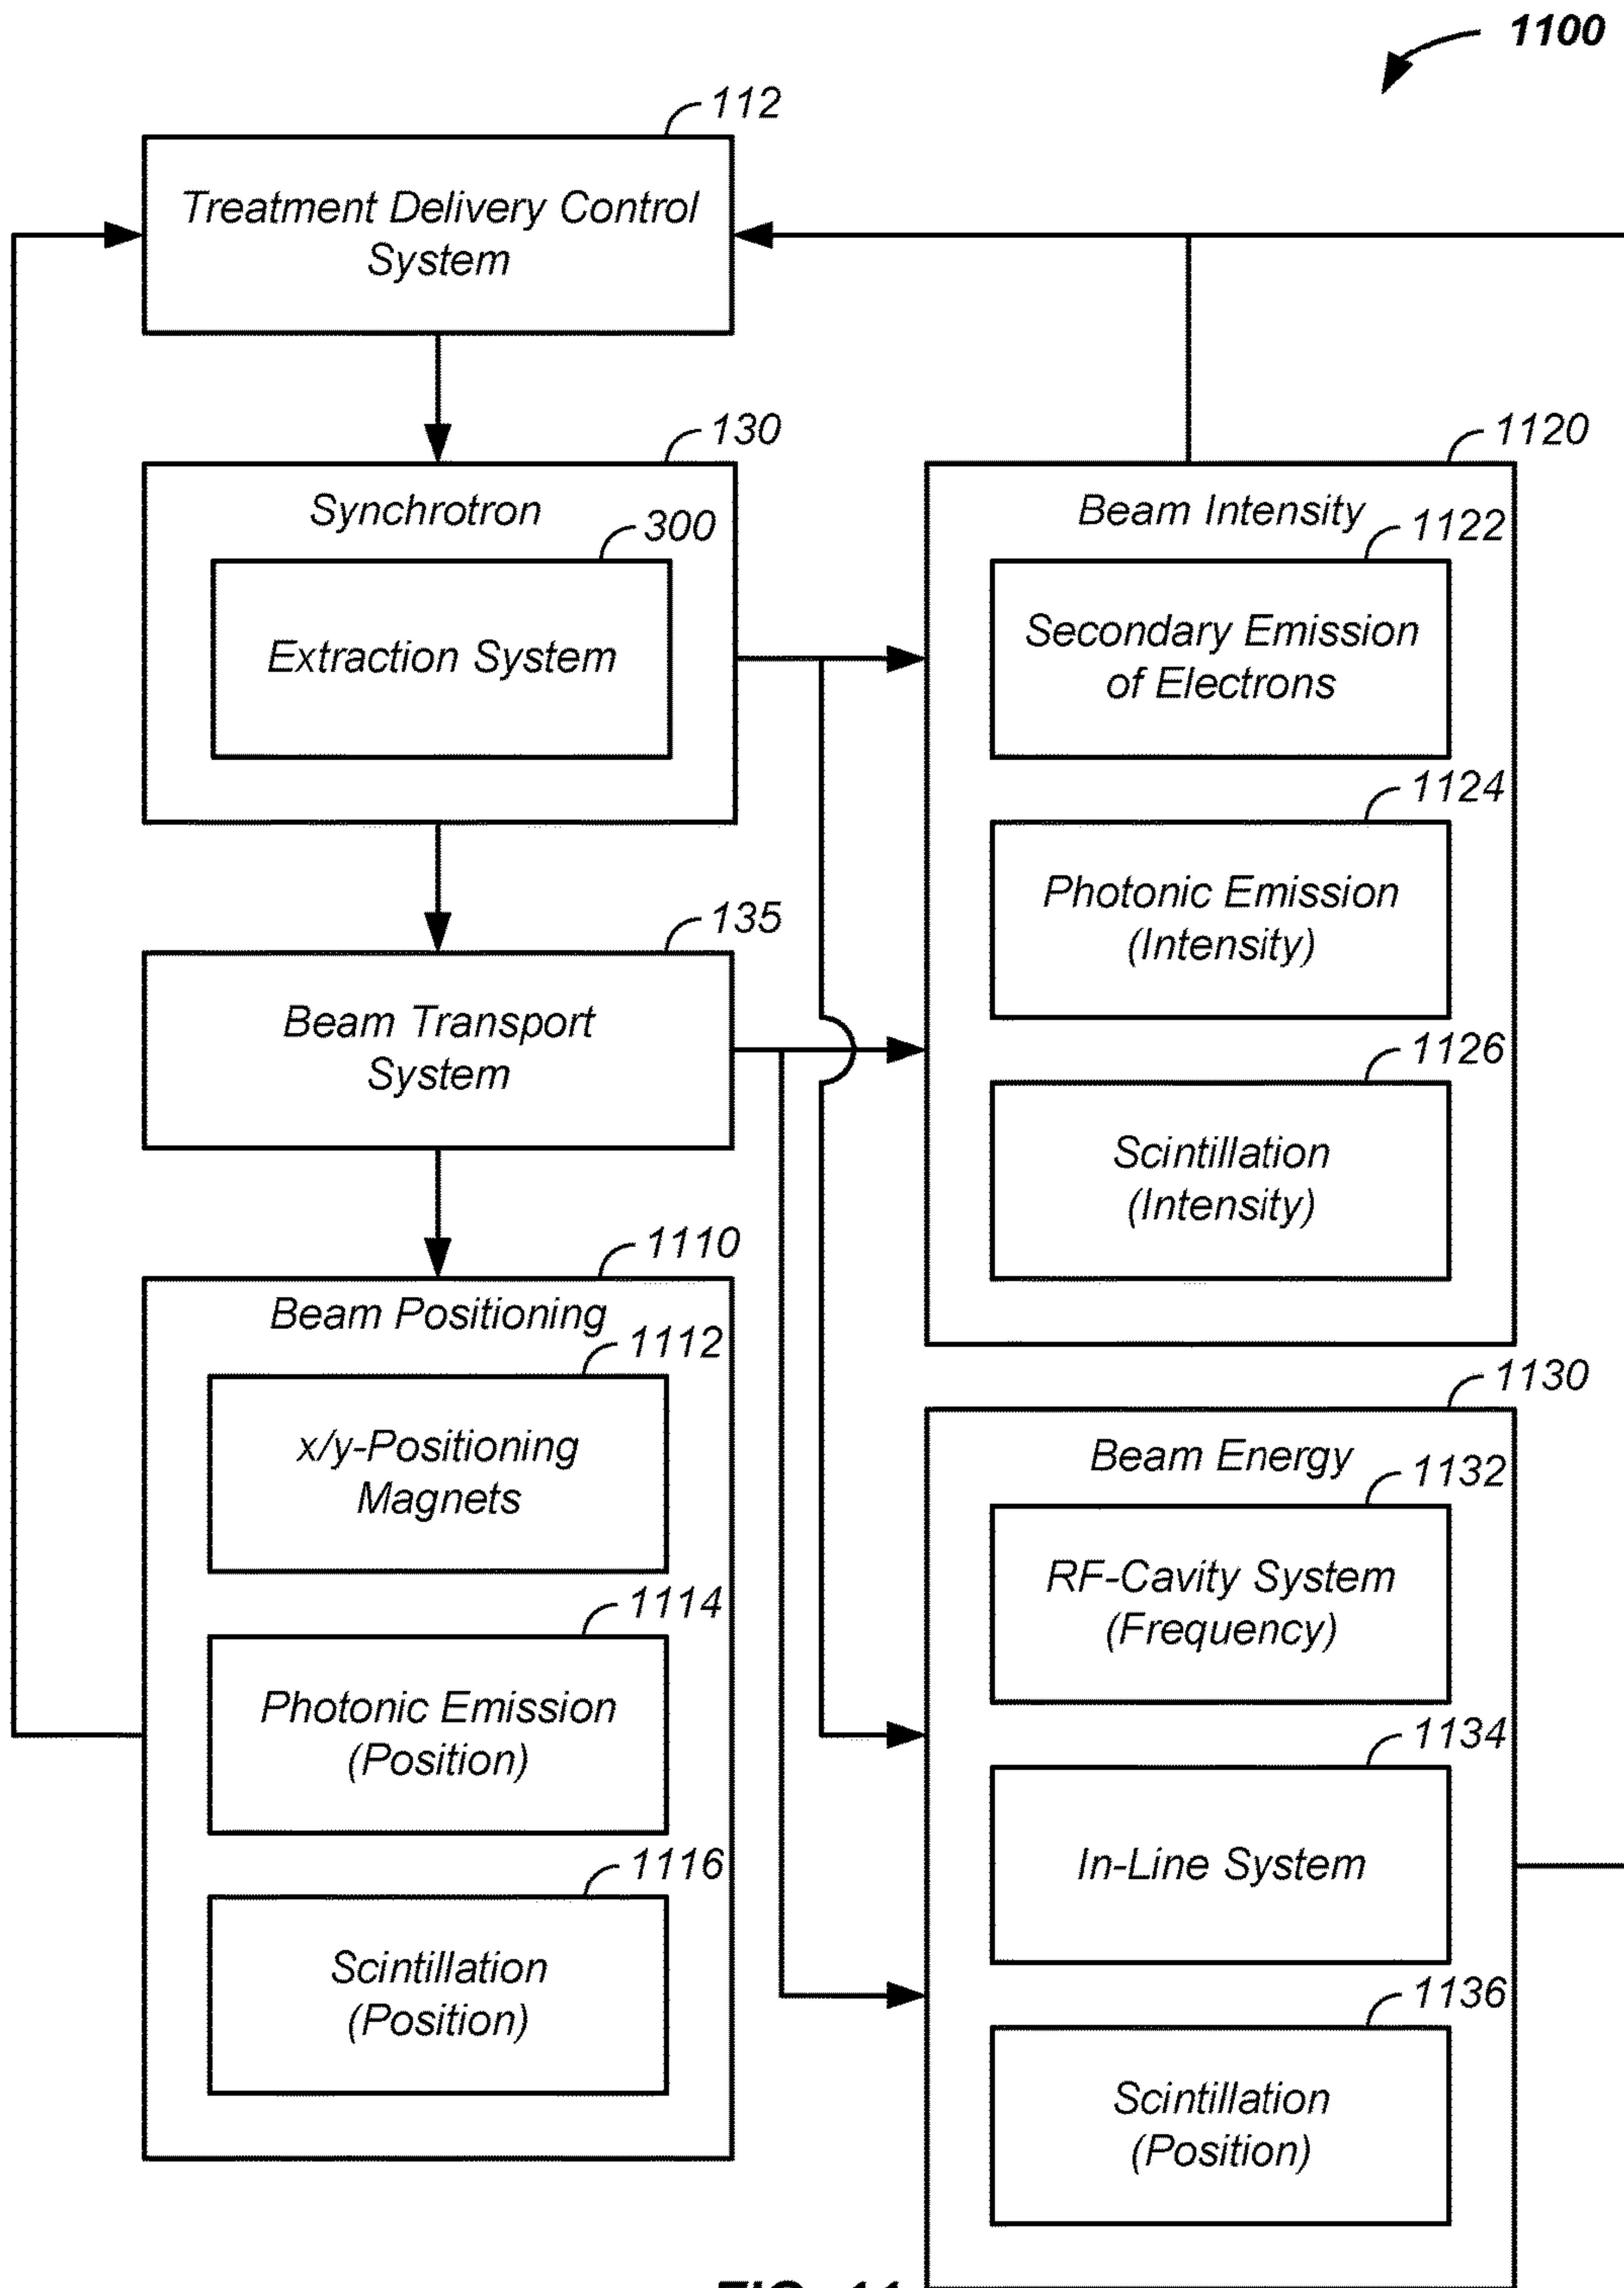 1100
112
Treatment Delivery Control
System
130
Synchrotron
300
Extraction System
135
Beam Transport
System
1110
Beam Positioning
1112
x/y-Positioning
Magnets
1114
Photonic Emission
(Position)
1116
Scintillation
(Position)
1120
Beam Intensity
1122
Secondary Emission
of Electrons
1124
Photonic Emission
(Intensity)
1126
Scintillation
(Intensity)
1130
Beam Energy
1132
RF-Cavity System
(Frequency)
1134
In-Line System
1136
Scintillation
(Position)
FIG. 11